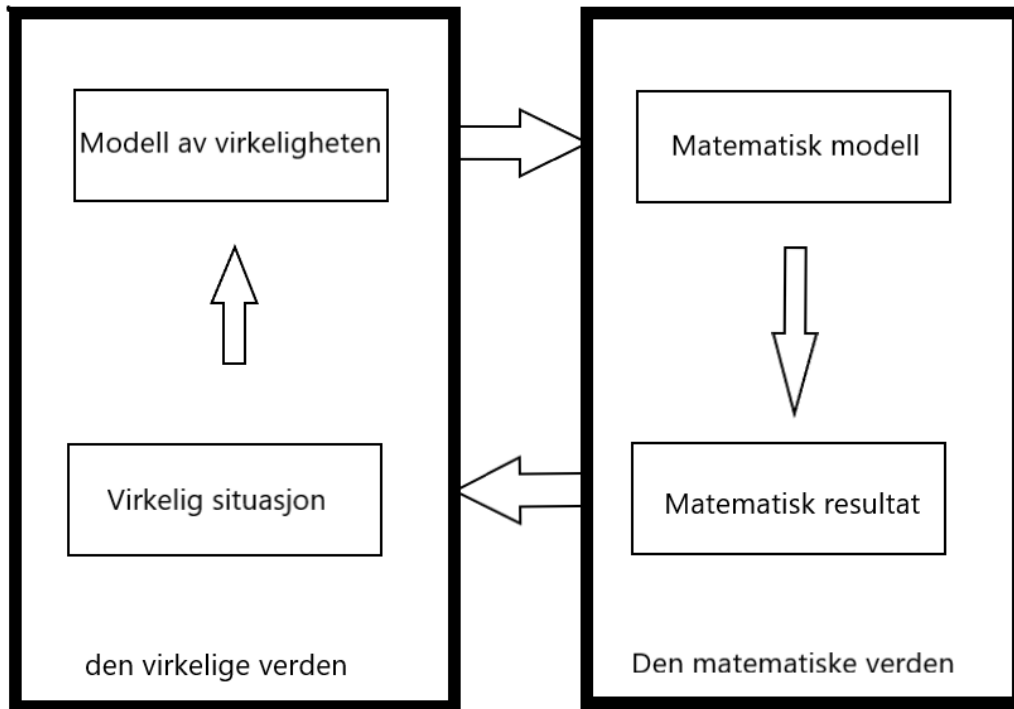 Modell av virkeligheten
Matematisk modell
Virkelig situasjon
Matematisk resultat
den virkelige verden
Den matematiske verden